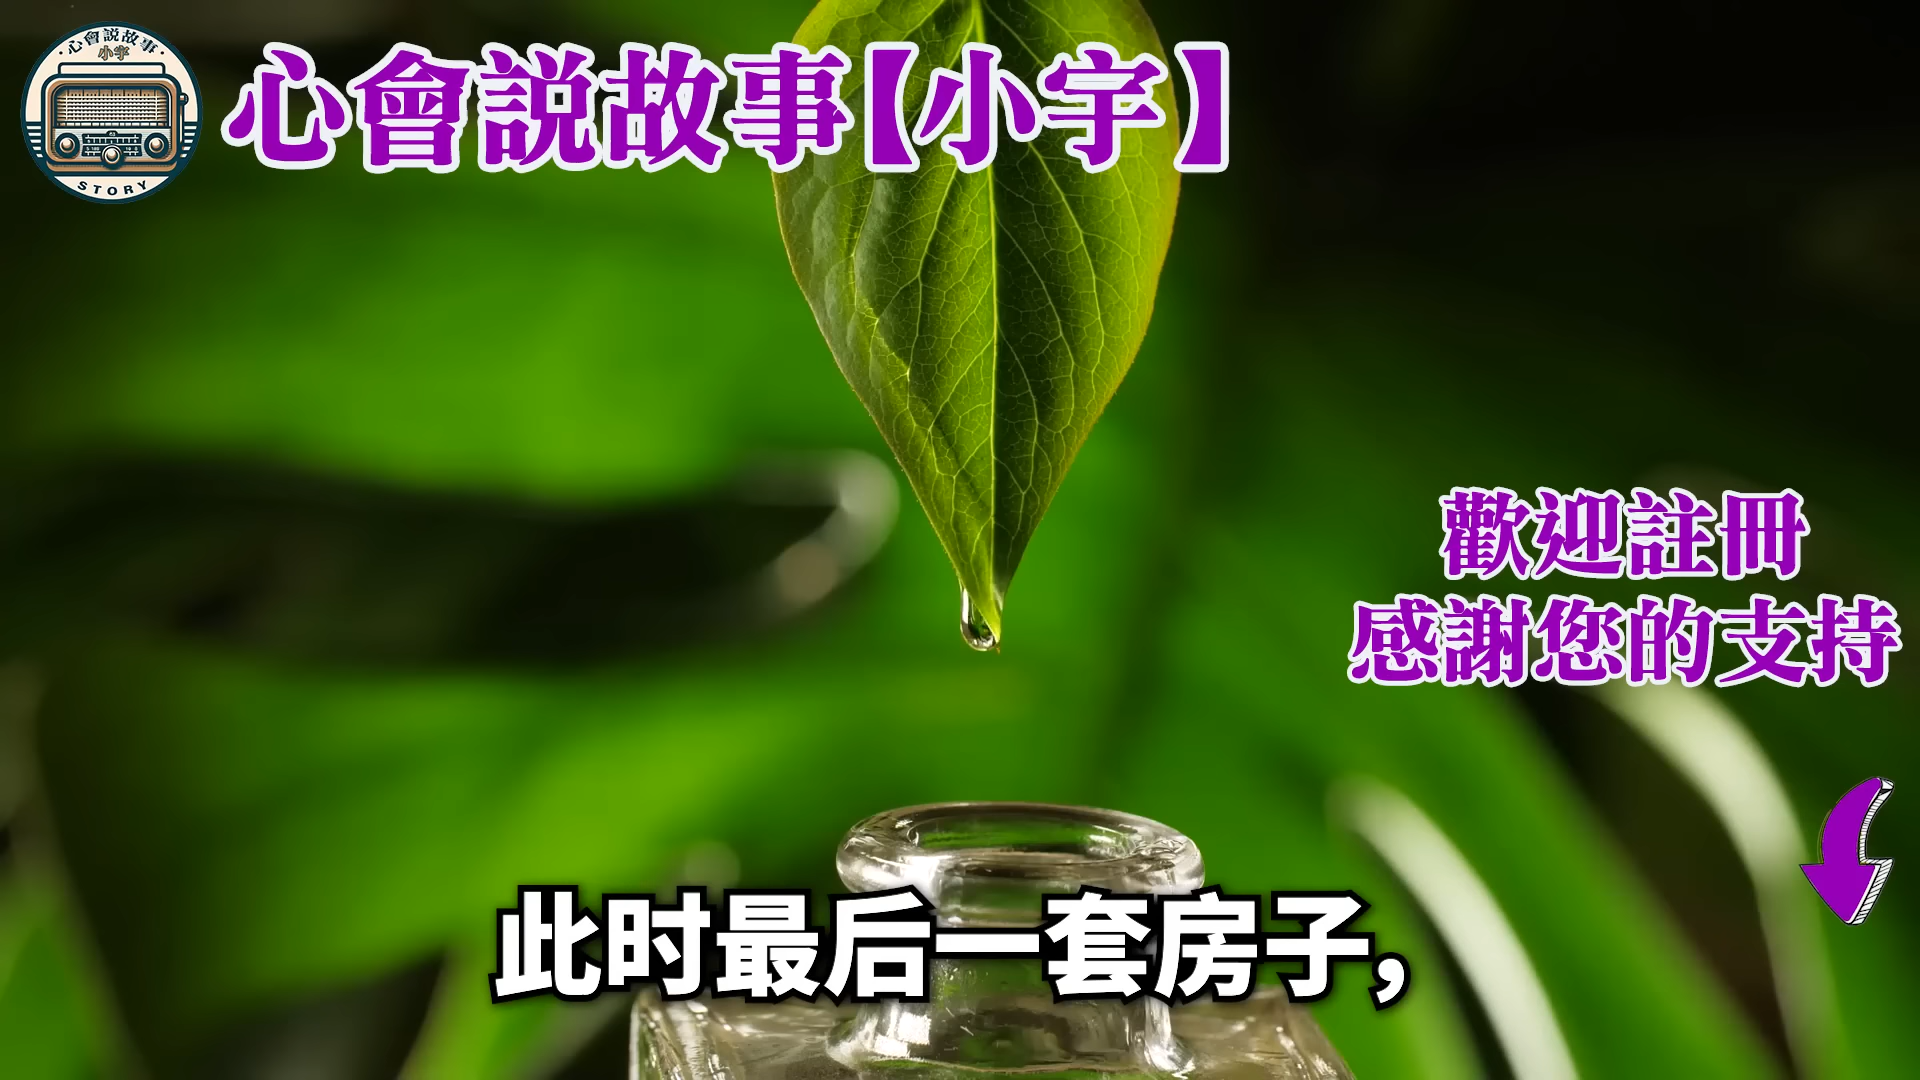 心會説故事
小宇
STORY
心會説故事【小宇】
歡迎註冊
感謝您的支持
此时最后一套房子,